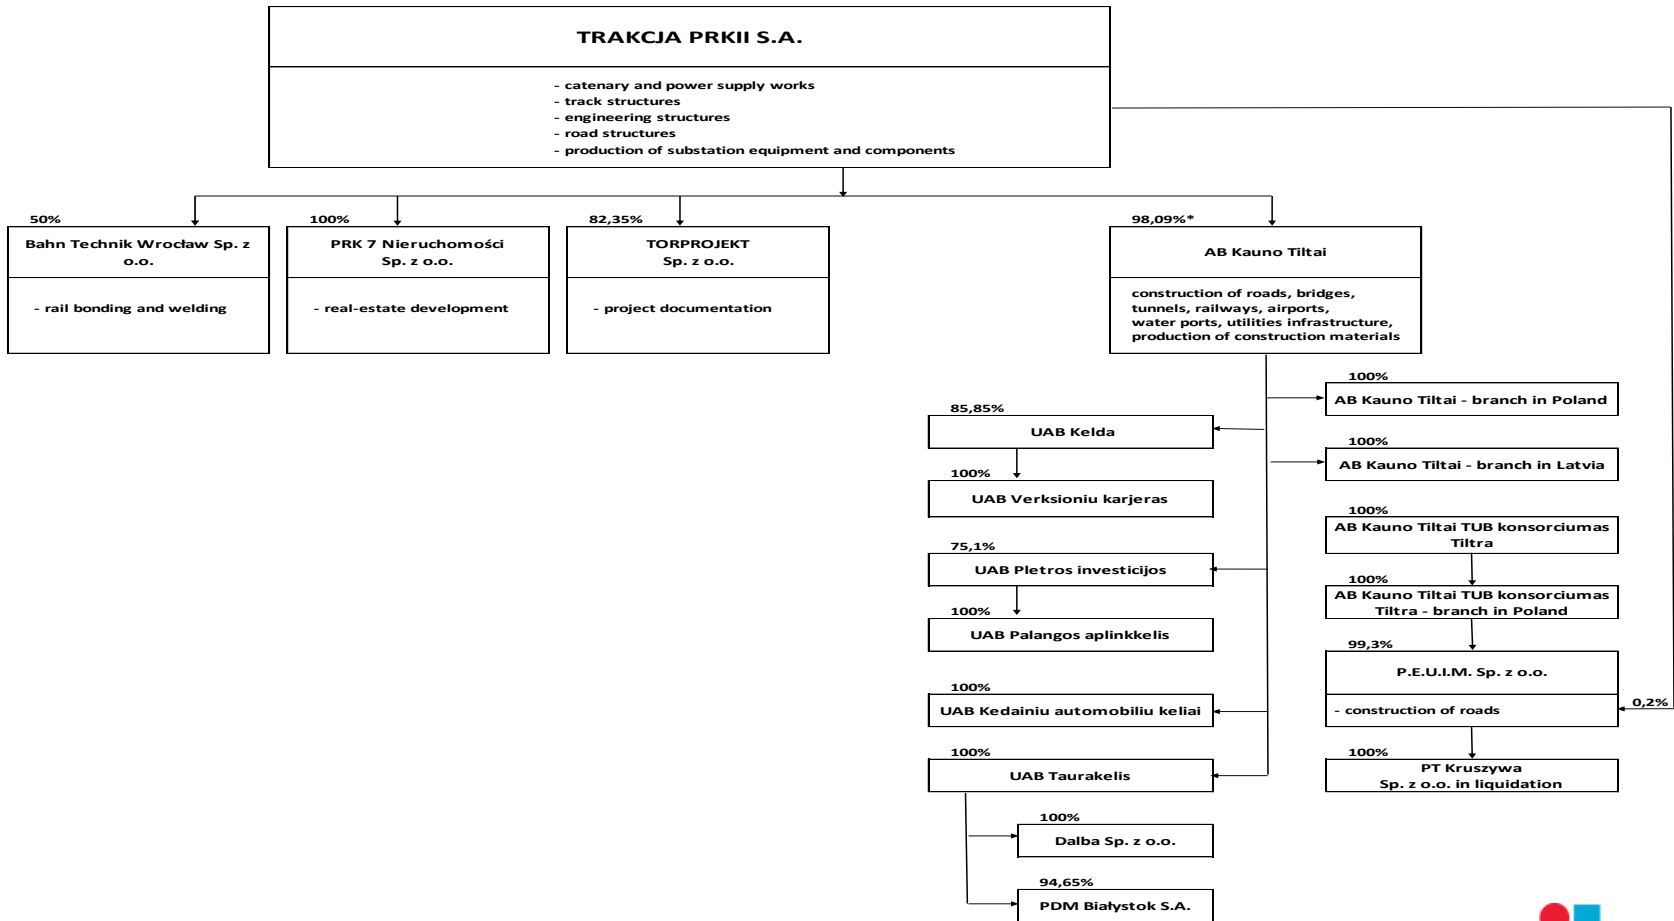 TRAKCJA PRKII S.A.
- catenary and power supply works
- track structures
- engineering structures
- road structures
- production of substation equipment and components
50%
Bahn Technik Wrocław Sp. z
o.o.
- rail bonding and welding
100%
PRK 7 Nieruchomości
Sp. z o.o.
- real-estate development
82,35%
TORPROJEKT
Sp. z o.o.
- project documentation
98,09%*
AB Kauno Tiltai
construction of roads, bridges,
tunnels, railways, airports,
water ports, utilities infrastructure,
production of construction materials
85,85%
UAB Kelda
100%
UAB Verksioniu karjeras
75,1%
UAB Pletros investicijos
100%
UAB Palangos aplinkkelis
100%
UAB Kedainiu automobiliu keliai
100%
UAB Taurakelis
100%
Dalba Sp. z o.o.
94,65%
PDM Białystok S.A.
100%
AB Kauno Tiltai - branch in Poland
100%
AB Kauno Tiltai - branch in Latvia
100%
AB Kauno Tiltai TUB konsorciumas
Tiltra
100%
AB Kauno Tiltai TUB konsorciumas
Tiltra - branch in Poland
99,3%
P.E.U.I.M. Sp. z o.o.
- construction of roads
0,2%
100%
PT Kruszywa
Sp. z o.o. in liquidation